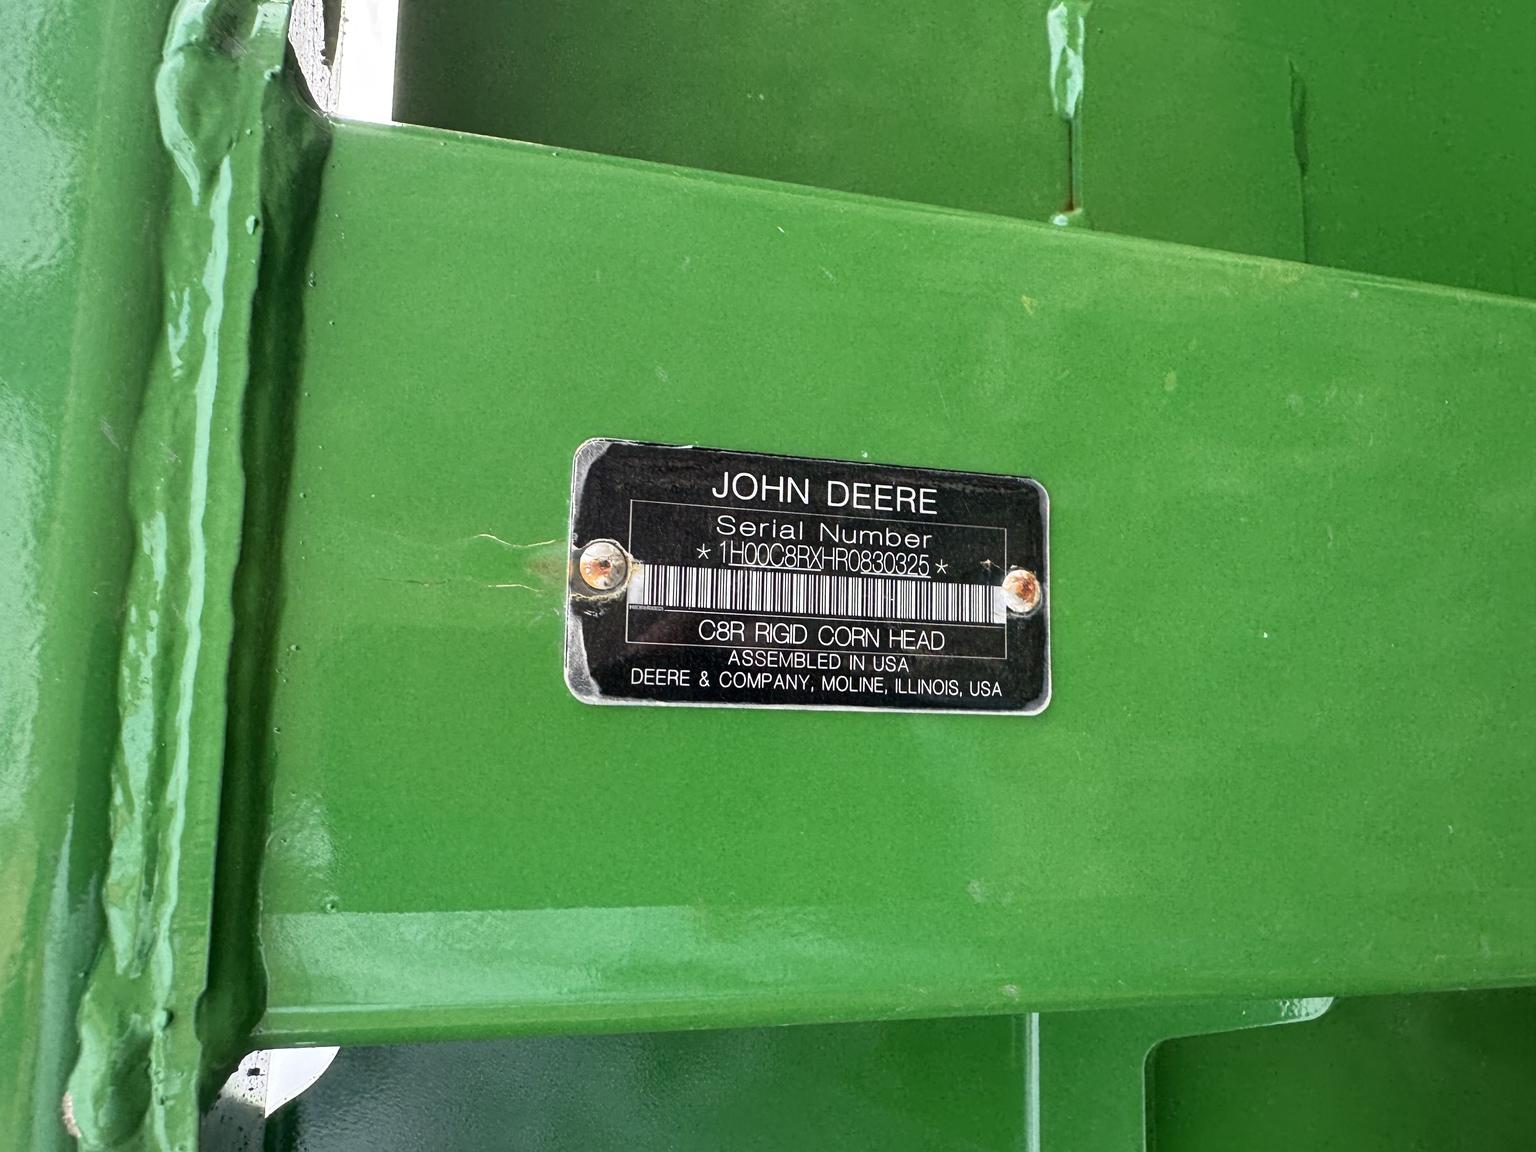 JOHN DEERE
Serial Number
*1H00C8RXHR0830325*
C8R RIGID CORN HEAD
ASSEMBLED IN USA
DEERE & COMPANY, MOLINE, ILLINOIS, USA